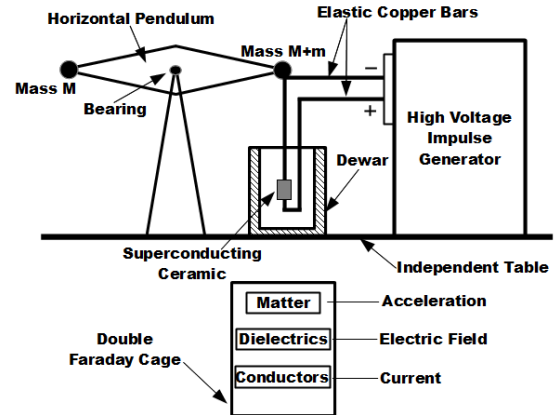 Horizontal Pendulum
Elastic Copper Bars
Mass M+m
Mass M
Bearing
−
+
High Voltage
Impulse
Generator
Dewar
Superconducting
Ceramic
Independent Table
Matter
Acceleration
Double
Faraday Cage
Dielectrics
Electric Field
Conductors
Current